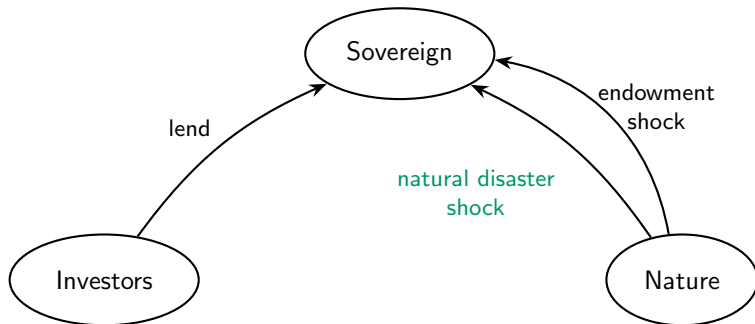 Sovereign
endowment
shock
lend
natural disaster
shock
Investors
Nature